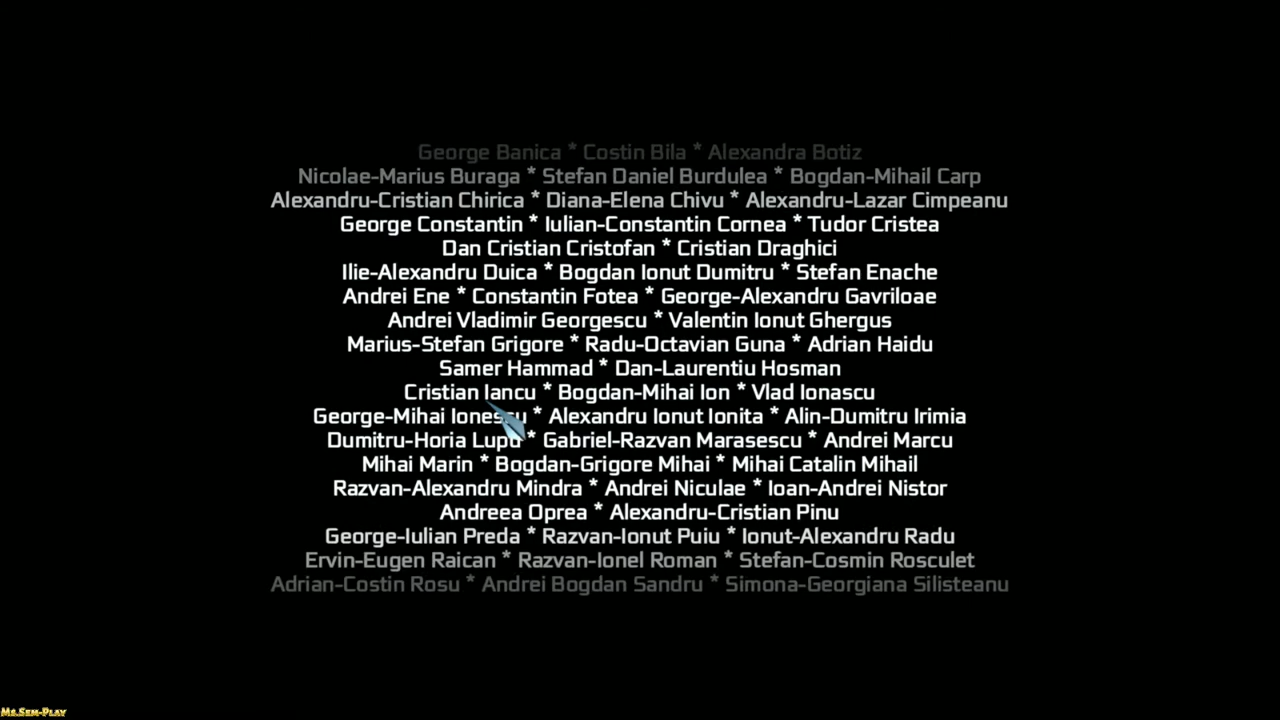 George Banica * Costin Bila * Alexandra Botiz
Nicolae-Marius Buraga * Stefan Daniel Burdulea * Bogdan-Mihail Carp
Alexandru-Cristian Chirica * Diana-Elena Chivu * Alexandru-Lazar Cimpeanu
George Constantin * Iulian-Constantin Cornea * Tudor Cristea
Dan Cristian Cristofan * Cristian Draghici
Ilie-Alexandru Duica * Bogdan Ionut Dumitru * Stefan Enache
Andrei Ene * Constantin Fotea * George-Alexandru Gavriloae
Andrei Vladimir Georgescu * Valentin Ionut Ghergus
Marius-Stefan Grigore * Radu-Octavian Guna * Adrian Haidu
Samer Hammad * Dan-Laurentiu Hosman
Cristian Iancu * Bogdan-Mihai Ion * Vlad Ionascu
George-Mihai Ionescu * Alexandru Ionut Ionita * Alin-Dumitru Irimia
Dumitru-Horia Lupu * Gabriel-Razvan Marasescu * Andrei Marcu
Mihai Marin * Bogdan-Grigore Mihai * Mihai Catalin Mihail
Razvan-Alexandru Mindra * Andrei Niculae * Ioan-Andrei Nistor
Andreea Oprea * Alexandru-Cristian Pinu
George-Iulian Preda * Razvan-Ionut Puiu * Ionut-Alexandru Radu
Ervin-Eugen Raican * Razvan-Ionel Roman * Stefan-Cosmin Rosculet
Adrian-Costin Rosu * Andrei Bogdan Sandru * Simona-Georgiana Silisteanu
Ms.Sem-Play